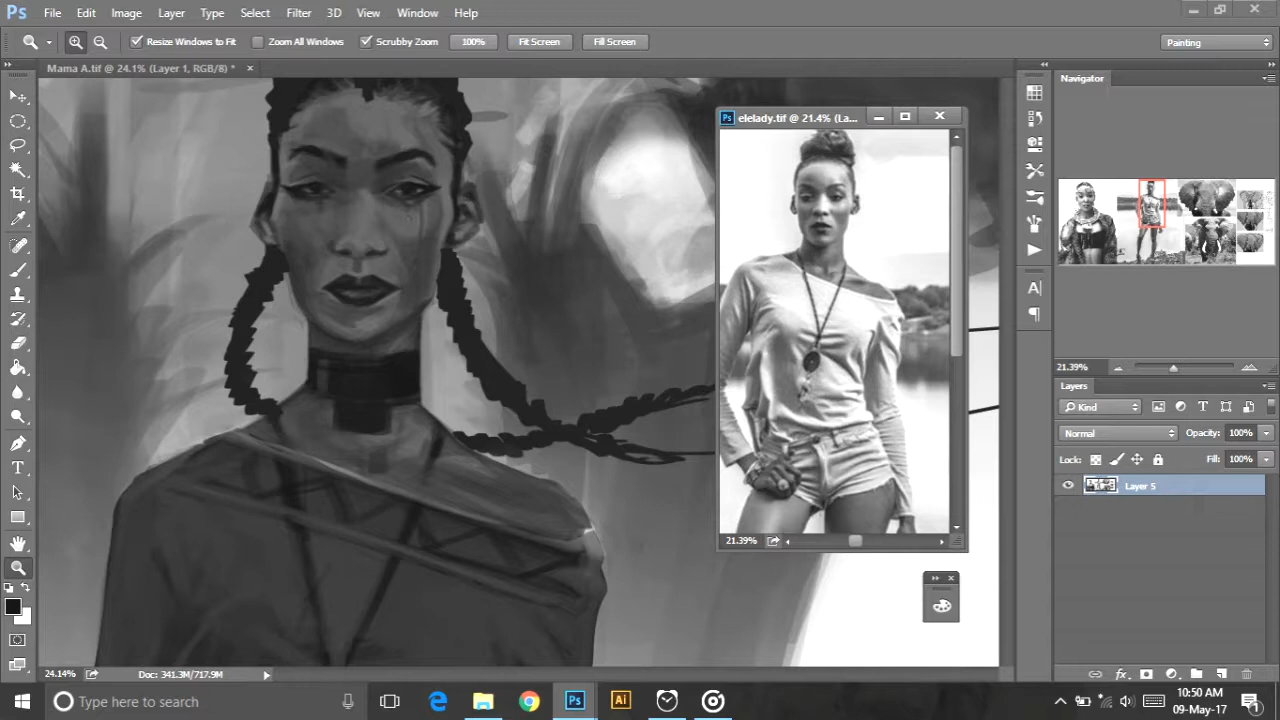 Ps File Edit Image Layer Type Select Filter 3D View Window Help
Resize Windows to Fit Zoom All Windows Scrubby Zoom 100% Fit Screen Fill Screen Painting
Mama A.tif @ 24.1% (Layer 1, RGB/8) * ×
Navigator
Ps elelady.tif @ 21.4% (La...
21.39%
Layers
Kind
Normal Opacity: 100%
Lock: Fill: 100%
Layer 5
21.39%
24.14% Doc: 341.3M/717.9M
Type here to search
Ps Ai
10:50 AM
09-May-17